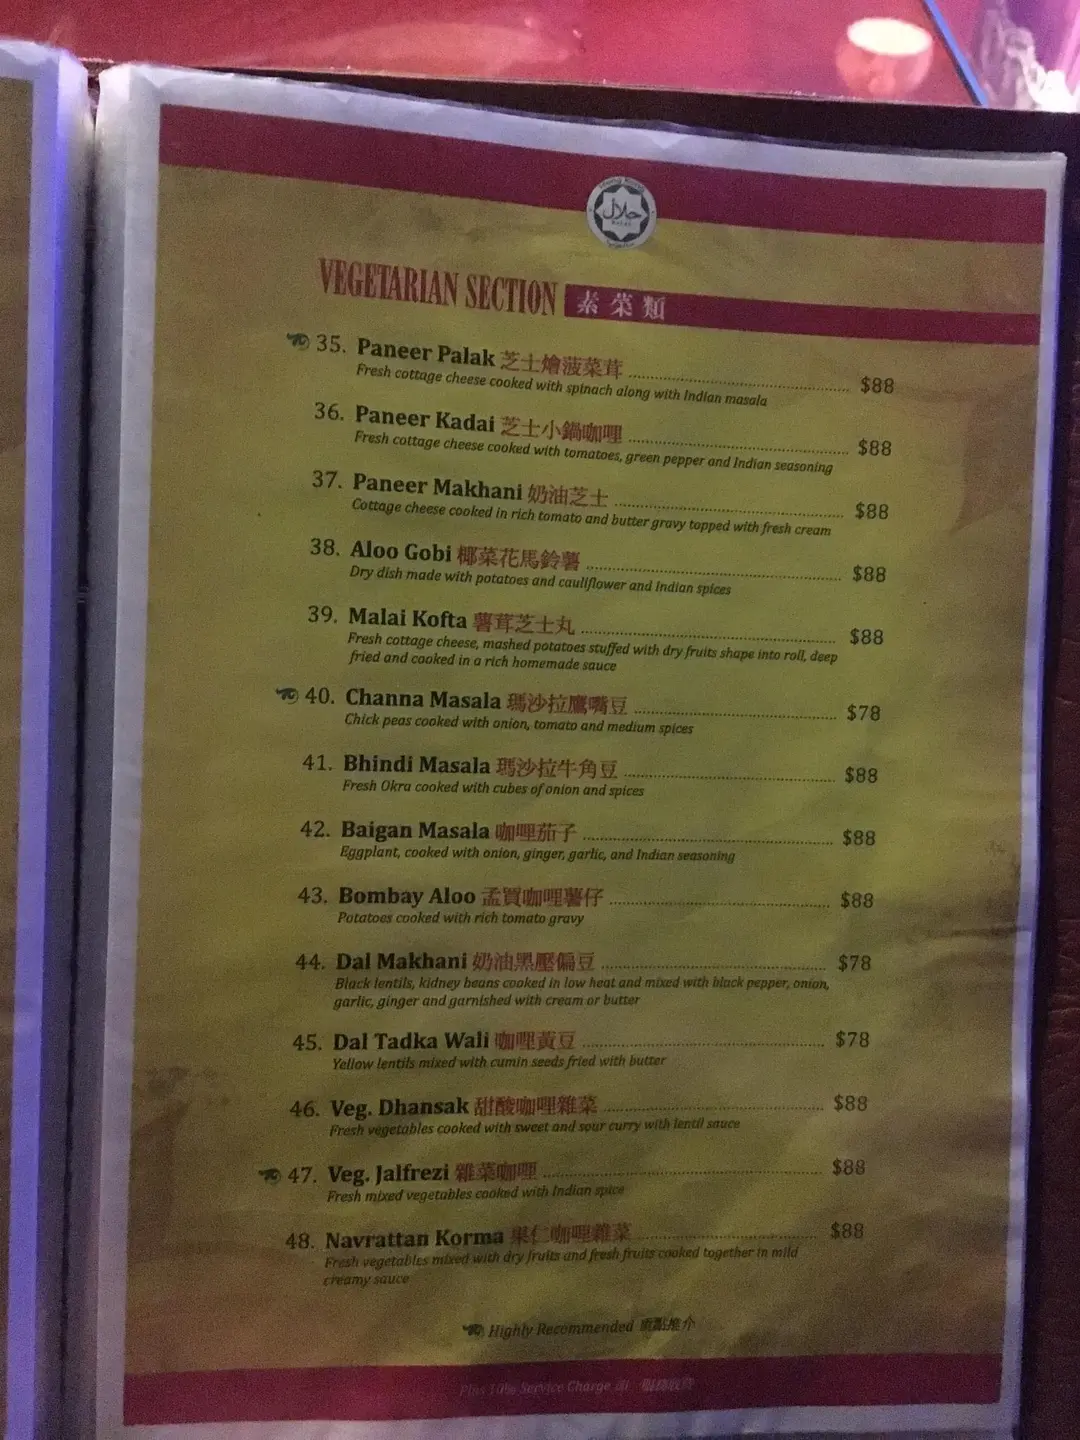 حلال
VEGETARIAN SECTION 素菜類
35. Paneer Palak 芝士燴菠菜茸 $88
Fresh cottage cheese cooked with spinach along with Indian masala
36. Paneer Kadai 芝士小鍋咖喱 $88
Fresh cottage cheese cooked with tomatoes, green pepper and Indian seasoning
37. Paneer Makhani 奶油芝士 $88
Cottage cheese cooked in rich tomato and butter gravy topped with fresh cream
38. Aloo Gobi 椰菜花馬鈴薯 $88
Dry dish made with potatoes and cauliflower and Indian spices
39. Malai Kofta 薯茸芝士丸 $88
Fresh cottage cheese, mashed potatoes stuffed with dry fruits shape into roll, deep
fried and cooked in a rich homemade sauce
40. Channa Masala 瑪沙拉鷹嘴豆 $78
Chick peas cooked with onion, tomato and medium spices
41. Bhindi Masala 瑪沙拉牛角豆 $88
Fresh Okra cooked with cubes of onion and spices
42. Baigan Masala 咖喱茄子 $88
Eggplant, cooked with onion, ginger, garlic, and Indian seasoning
43. Bombay Aloo 孟買咖喱薯仔 $88
Potatoes cooked with rich tomato gravy
44. Dal Makhani 奶油黑壓偏豆 $78
Black lentils, kidney beans cooked in low heat and mixed with black pepper, onion,
garlic, ginger and garnished with cream or butter
45. Dal Tadka Wali 咖喱黃豆 $78
Yellow lentils mixed with cumin seeds fried with butter
46. Veg. Dhansak 甜酸咖喱雜菜 $88
Fresh vegetables cooked with sweet and sour curry with lentil sauce
47. Veg. Jalfrezi 雜菜咖喱 $88
Fresh mixed vegetables cooked with Indian spice
48. Navrattan Korma 果仁咖喱雜菜 $88
Fresh vegetables mixed with dry fruits and fresh fruits cooked together in mild
creamy sauce
Highly Recommended 重點推介
Plus 10% Service Charge